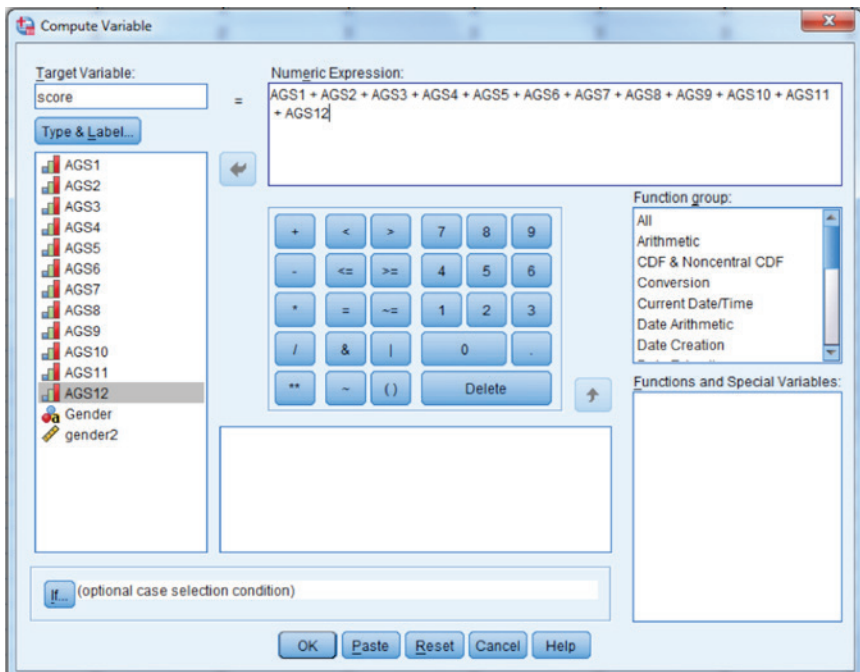 Compute Variable
Target Variable:
score
=
Numeric Expression:
AGS1 + AGS2 + AGS3 + AGS4 + AGS5 + AGS6 + AGS7 + AGS8 + AGS9 + AGS10 + AGS11
+ AGS12
Type & Label...
AGS1
AGS2
AGS3
AGS4
AGS5
AGS6
AGS7
AGS8
AGS9
AGS10
AGS11
AGS12
Gender
gender2
+ < > 7 8 9
- <= >= 4 5 6
* = ~= 1 2 3
/ & | 0 .
** ~ ( ) Delete
Function group:
All
Arithmetic
CDF & Noncentral CDF
Conversion
Current Date/Time
Date Arithmetic
Date Creation
Functions and Special Variables:
If... (optional case selection condition)
OK Paste Reset Cancel Help